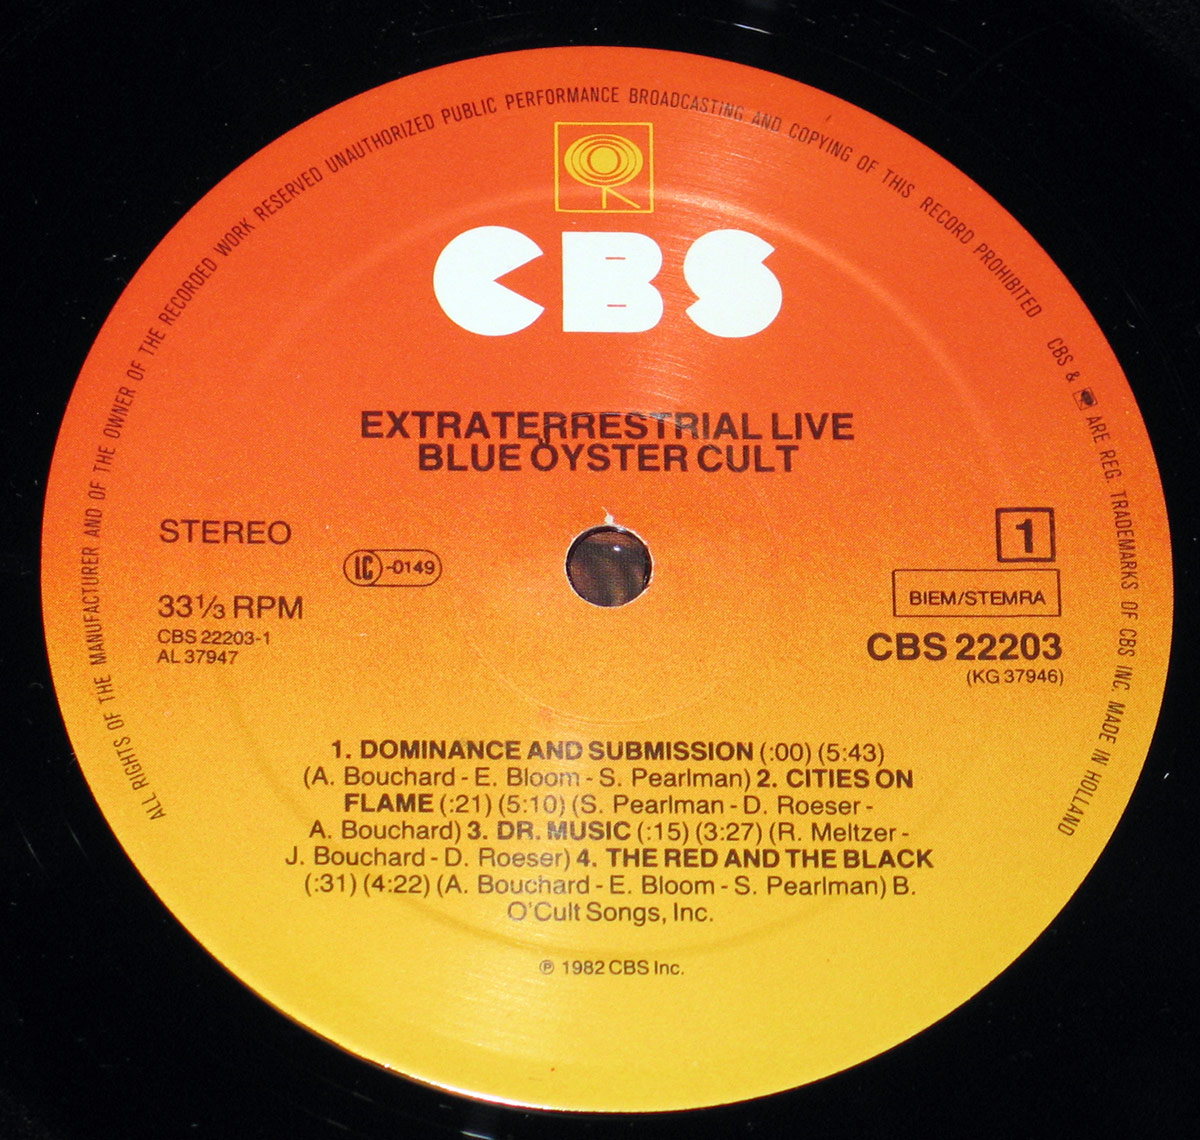 ALL RIGHTS OF THE MANUFACTURER AND OF THE OWNER OF THE RECORDED WORK RESERVED UNAUTHORIZED PUBLIC PERFORMANCE BROADCASTING AND COPYING OF THIS RECORD PROHIBITED
CBS & ARE REG. TRADEMARKS OF CBS INC. MADE IN HOLLAND
CBS
EXTRATERRESTRIAL LIVE
BLUE ÖYSTER CULT
STEREO
LC-0149
33 1/3 RPM
CBS 22203-1
AL 37947
1
BIEM/STEMRA
CBS 22203
(KG 37946)
1. DOMINANCE AND SUBMISSION (:00) (5:43)
(A. Bouchard - E. Bloom - S. Pearlman) 2. CITIES ON
FLAME (:21) (5:10) (S. Pearlman - D. Roeser -
A. Bouchard) 3. DR. MUSIC (:15) (3:27) (R. Meltzer -
J. Bouchard - D. Roeser) 4. THE RED AND THE BLACK
(:31) (4:22) (A. Bouchard - E. Bloom - S. Pearlman) B.
O'Cult Songs, Inc.
℗ 1982 CBS Inc.